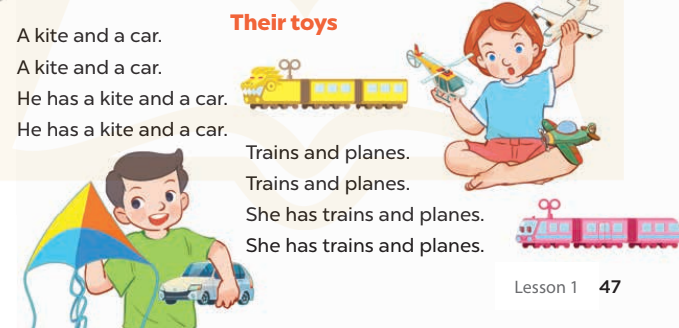 Their toys
A kite and a car.
A kite and a car.
He has a kite and a car.
He has a kite and a car.
Trains and planes.
Trains and planes.
She has trains and planes.
She has trains and planes.
Lesson 1 47